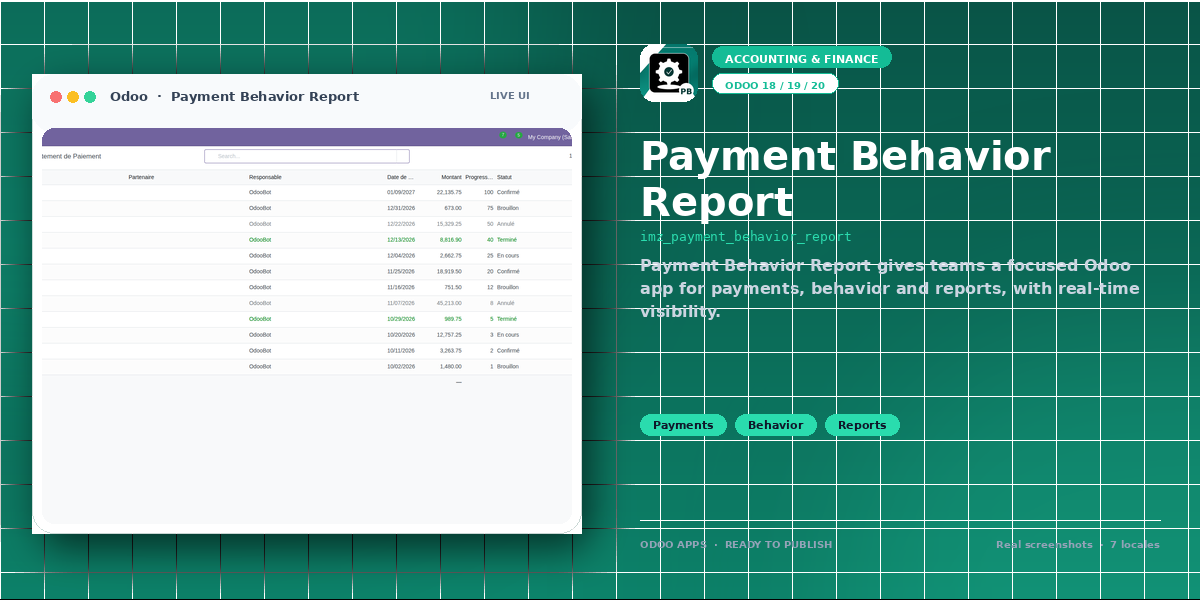 Odoo · Payment Behavior Report
LIVE UI
My Company (Sa
tement de Paiement
Search...
1
Partenaire Responsable Date de ... Montant Progress... Statut
OdooBot 01/09/2027 22,135.75 100 Confirmé
OdooBot 12/31/2026 673.00 75 Brouillon
OdooBot 12/22/2026 15,329.25 50 Annulé
OdooBot 12/13/2026 8,816.90 40 Terminé
OdooBot 12/04/2026 2,662.75 25 En cours
OdooBot 11/25/2026 18,919.50 20 Confirmé
OdooBot 11/16/2026 751.50 12 Brouillon
OdooBot 11/07/2026 45,213.00 8 Annulé
OdooBot 10/29/2026 989.75 5 Terminé
OdooBot 10/20/2026 12,757.25 3 En cours
OdooBot 10/11/2026 3,263.75 2 Confirmé
OdooBot 10/02/2026 1,480.00 1 Brouillon
—
PB
ACCOUNTING & FINANCE
ODOO 18 / 19 / 20
Payment Behavior
Report
imz_payment_behavior_report
Payment Behavior Report gives teams a focused Odoo
app for payments, behavior and reports, with real-time
visibility.
Payments Behavior Reports
ODOO APPS · READY TO PUBLISH
Real screenshots · 7 locales